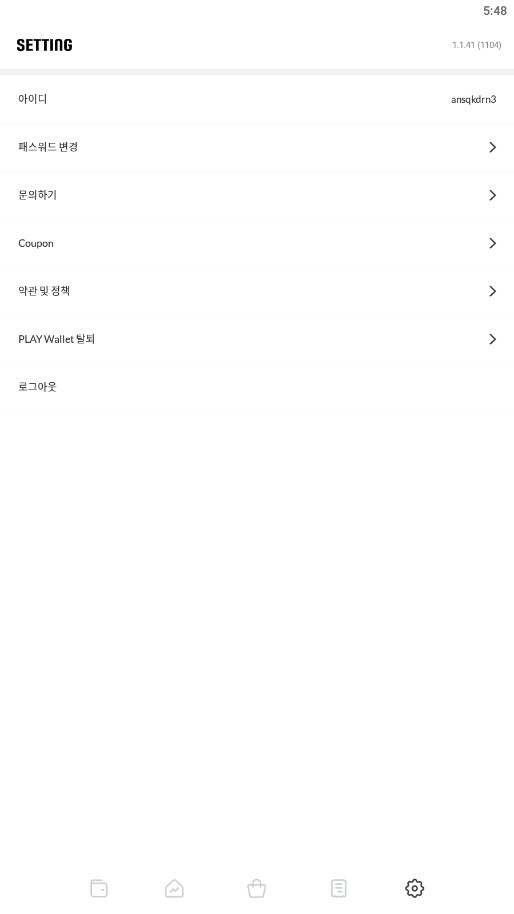 5:48
SETTING
1.1.41 (1104)
아이디
ansqkdrn3
패스워드 변경
문의하기
Coupon
약관 및 정책
PLAY Wallet 탈퇴
로그아웃